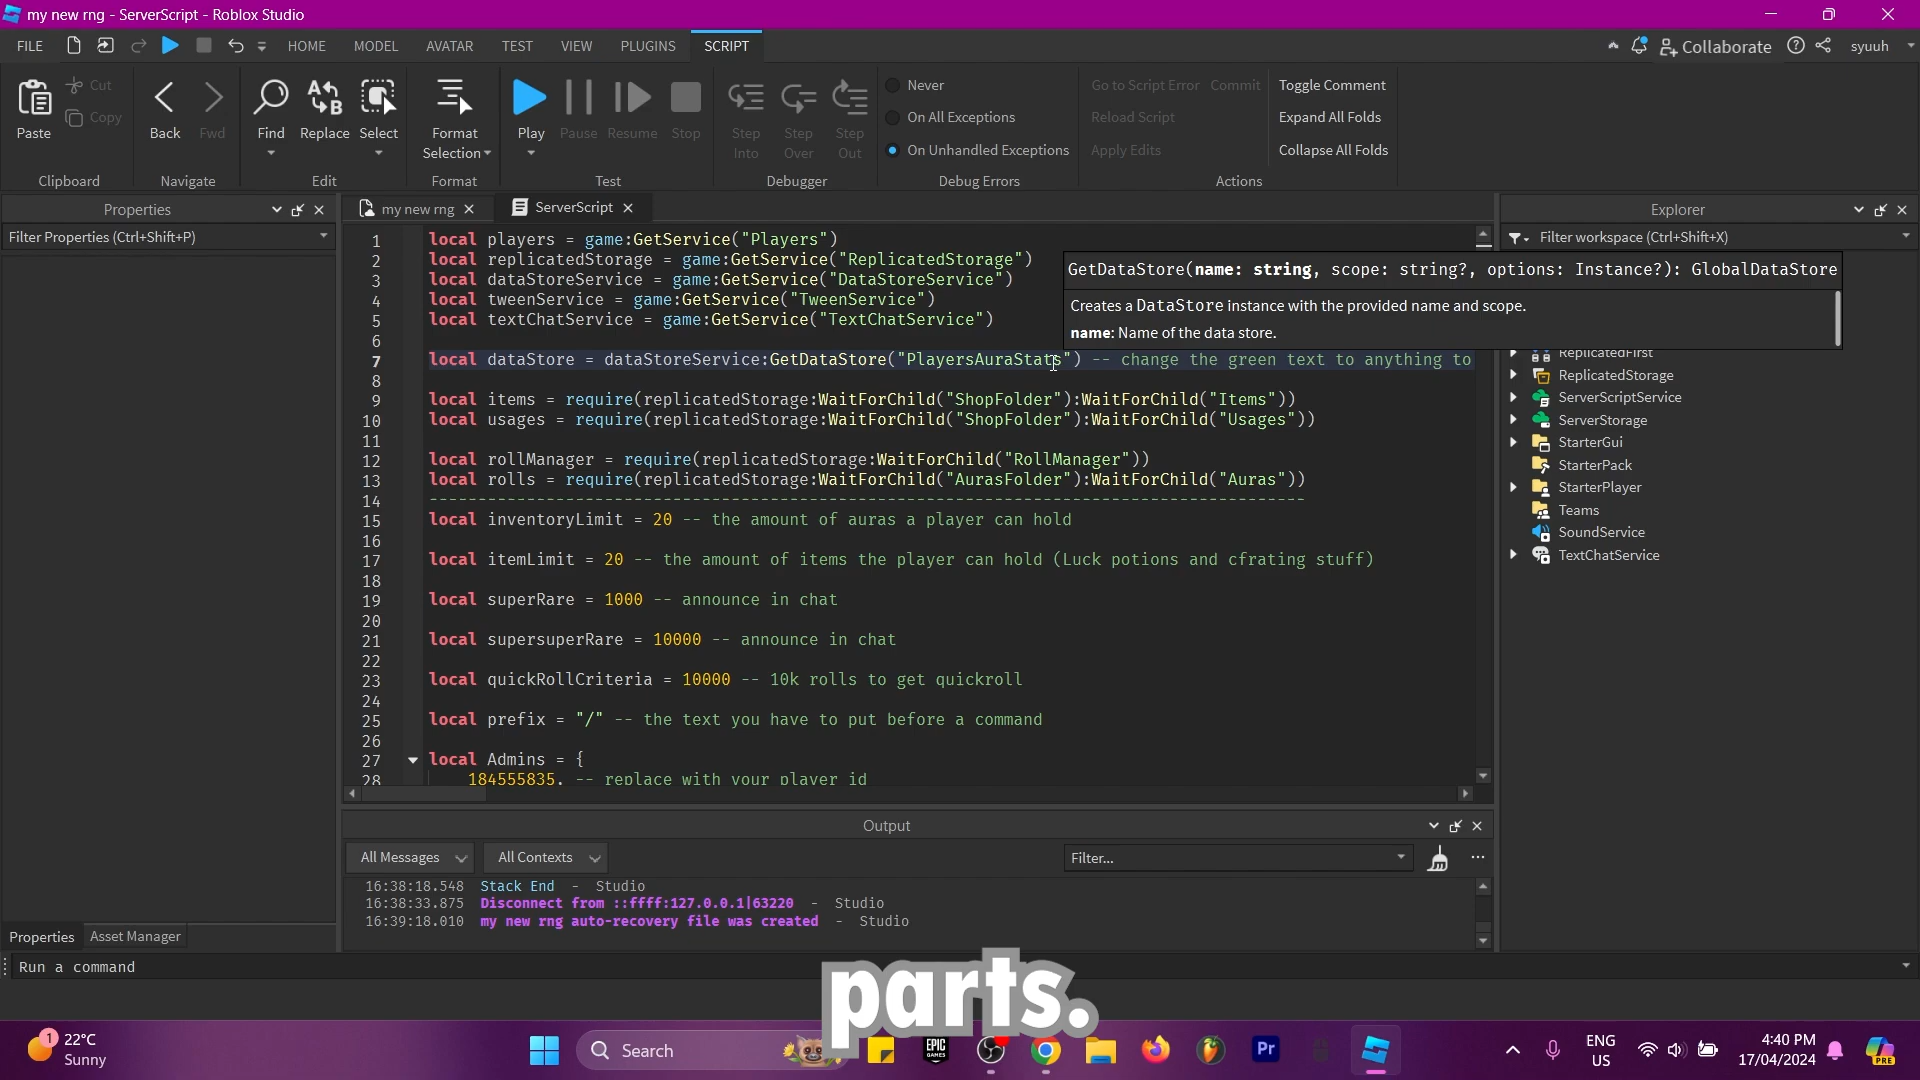 my new rng - ServerScript - Roblox Studio
FILE HOME MODEL AVATAR TEST VIEW PLUGINS SCRIPT Collaborate syuuh
Paste Cut Copy Back Fwd Find Replace Select Format Selection Play Pause Resume Stop Step Into Step Over Step Out
Never
On All Exceptions
On Unhandled Exceptions
Go to Script Error Commit
Reload Script
Apply Edits
Toggle Comment
Expand All Folds
Collapse All Folds
Clipboard Navigate Edit Format Test Debugger Debug Errors Actions
Properties
Filter Properties (Ctrl+Shift+P)
my new rng ServerScript
1 local players = game:GetService("Players")
2 local replicatedStorage = game:GetService("ReplicatedStorage")
3 local dataStoreService = game:GetService("DataStoreService")
4 local tweenService = game:GetService("TweenService")
5 local textChatService = game:GetService("TextChatService")
6
7 local dataStore = dataStoreService:GetDataStore("PlayersAuraStats") -- change the green text to anything to
8
9 local items = require(replicatedStorage:WaitForChild("ShopFolder"):WaitForChild("Items"))
10 local usages = require(replicatedStorage:WaitForChild("ShopFolder"):WaitForChild("Usages"))
11
12 local rollManager = require(replicatedStorage:WaitForChild("RollManager"))
13 local rolls = require(replicatedStorage:WaitForChild("AurasFolder"):WaitForChild("Auras"))
14 ------------------------------------------------------------------------------------------
15 local inventoryLimit = 20 -- the amount of auras a player can hold
16
17 local itemLimit = 20 -- the amount of items the player can hold (Luck potions and cfrating stuff)
18
19 local superRare = 1000 -- announce in chat
20
21 local supersuperRare = 10000 -- announce in chat
22
23 local quickRollCriteria = 10000 -- 10k rolls to get quickroll
24
25 local prefix = "/" -- the text you have to put before a command
26
27 local Admins = {
28 184555835, -- replace with your player id
GetDataStore(name: string, scope: string?, options: Instance?): GlobalDataStore
Creates a DataStore instance with the provided name and scope.
name: Name of the data store.
Explorer
Filter workspace (Ctrl+Shift+X)
ReplicatedFirst
ReplicatedStorage
ServerScriptService
ServerStorage
StarterGui
StarterPack
StarterPlayer
Teams
SoundService
TextChatService
Output
All Messages All Contexts Filter...
16:38:18.548 Stack End - Studio
16:38:33.875 Disconnect from ::ffff:127.0.0.1|63220 - Studio
16:39:18.010 my new rng auto-recovery file was created - Studio
Properties Asset Manager
Run a command
parts.
1 22°C
Sunny
Search
EPIC GAMES
Pr
ENG
US
4:40 PM
17/04/2024
PRE